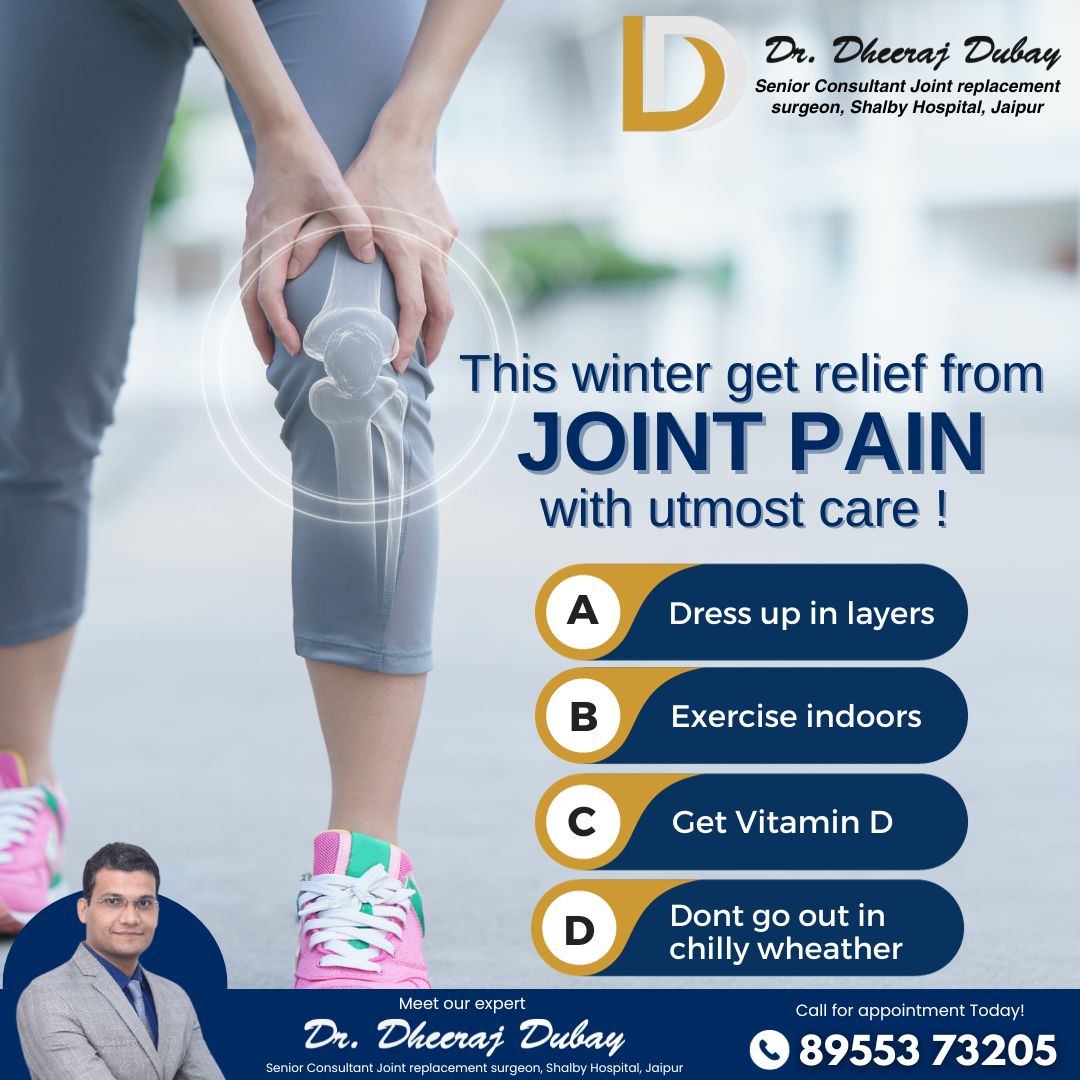 Dr. Dheeraj Dubay
Senior Consultant Joint replacement
surgeon, Shalby Hospital, Jaipur
This winter get relief from
JOINT PAIN
with utmost care !
A
Dress up in layers
B
Exercise indoors
C
Get Vitamin D
D
Dont go out in
chilly wheather
Meet our expert
Dr. Dheeraj Dubay
Senior Consultant Joint replacement surgeon, Shalby Hospital, Jaipur
Call for appointment Today!
89553 73205